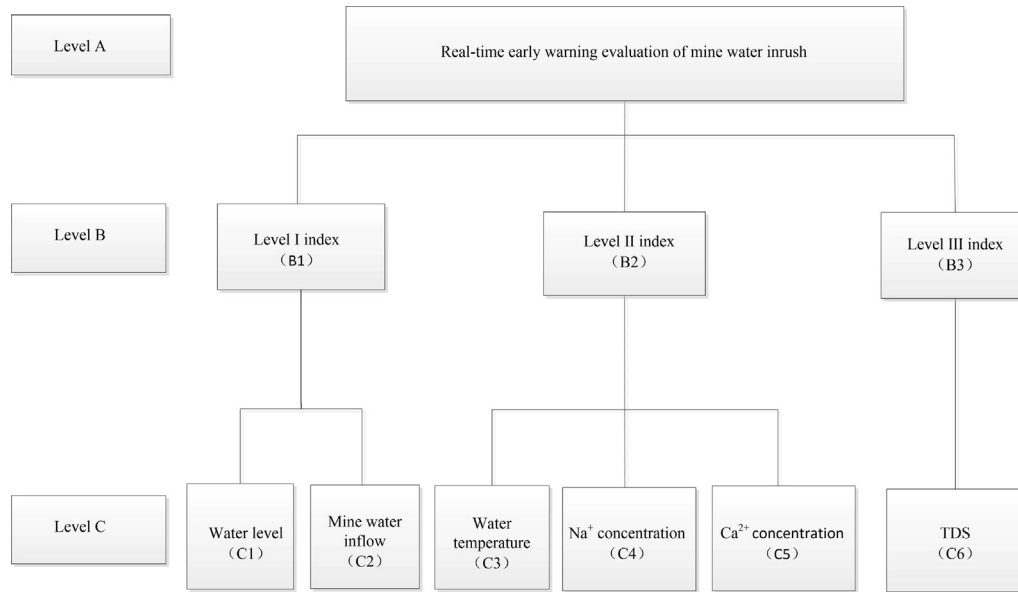 Level A
Real-time early warning evaluation of mine water inrush
Level B
Level I index
（B1）
Level II index
（B2）
Level III index
（B3）
Level C
Water level
（C1）
Mine water
inflow
（C2）
Water
temperature
（C3）
Na⁺ concentration
（C4）
Ca²⁺ concentration
（C5）
TDS
（C6）